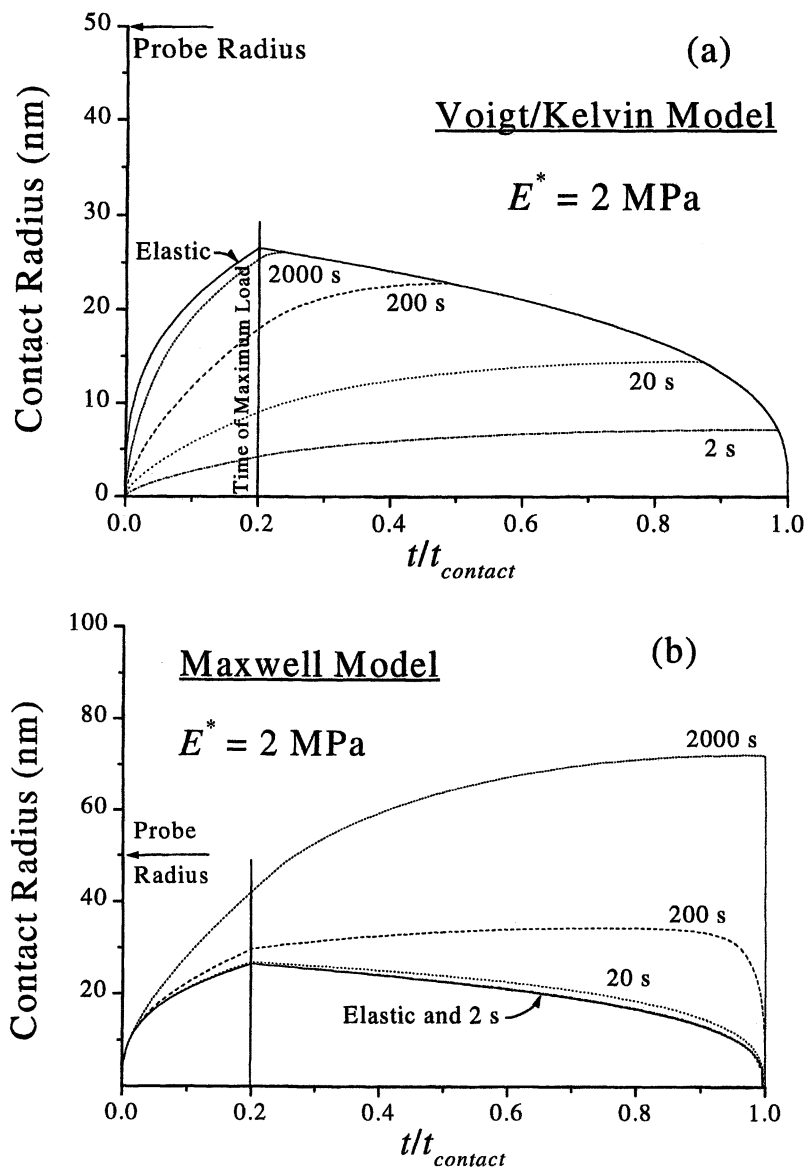 50
Probe Radius
(a)
Voigt/Kelvin Model
E* = 2 MPa
40
30
Elastic
2000 s
200 s
20
Time of Maximum Load
20 s
10
2 s
0
Contact Radius (nm)
0.0 0.2 0.4 0.6 0.8 1.0
t/t_contact
100
Maxwell Model
(b)
E* = 2 MPa
80
2000 s
60
Probe
Radius
40
200 s
20
20 s
Elastic and 2 s
Contact Radius (nm)
0.0 0.2 0.4 0.6 0.8 1.0
t/t_contact